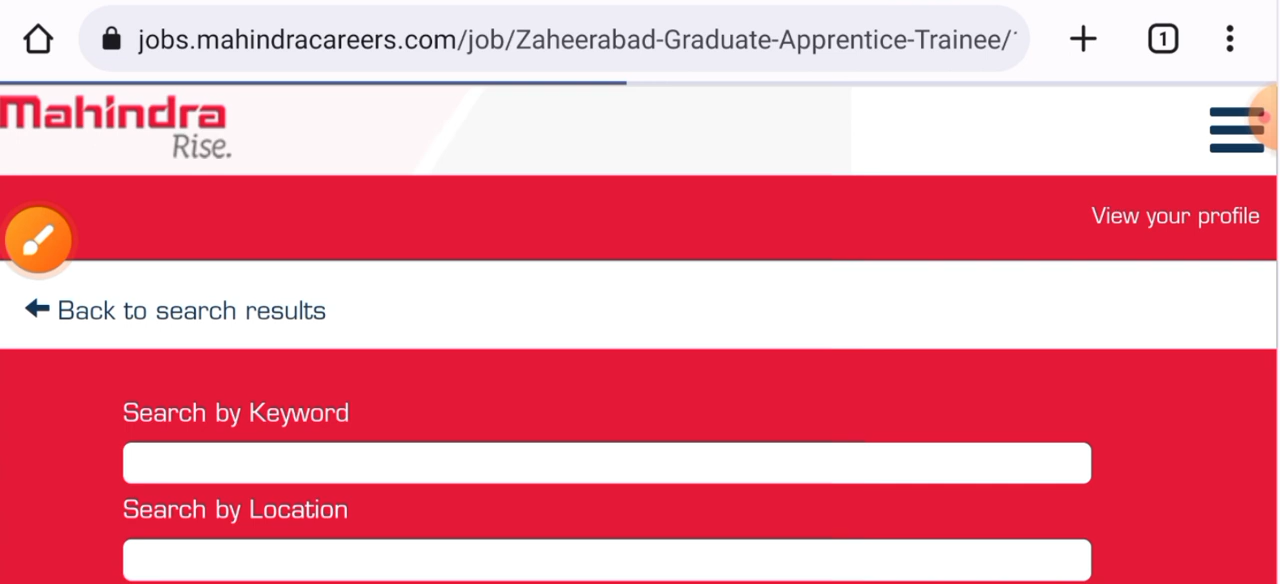 jobs.mahindracareers.com/job/Zaheerabad-Graduate-Apprentice-Trainee/
1
Mahindra
Rise.
View your profile
Back to search results
Search by Keyword
Search by Location